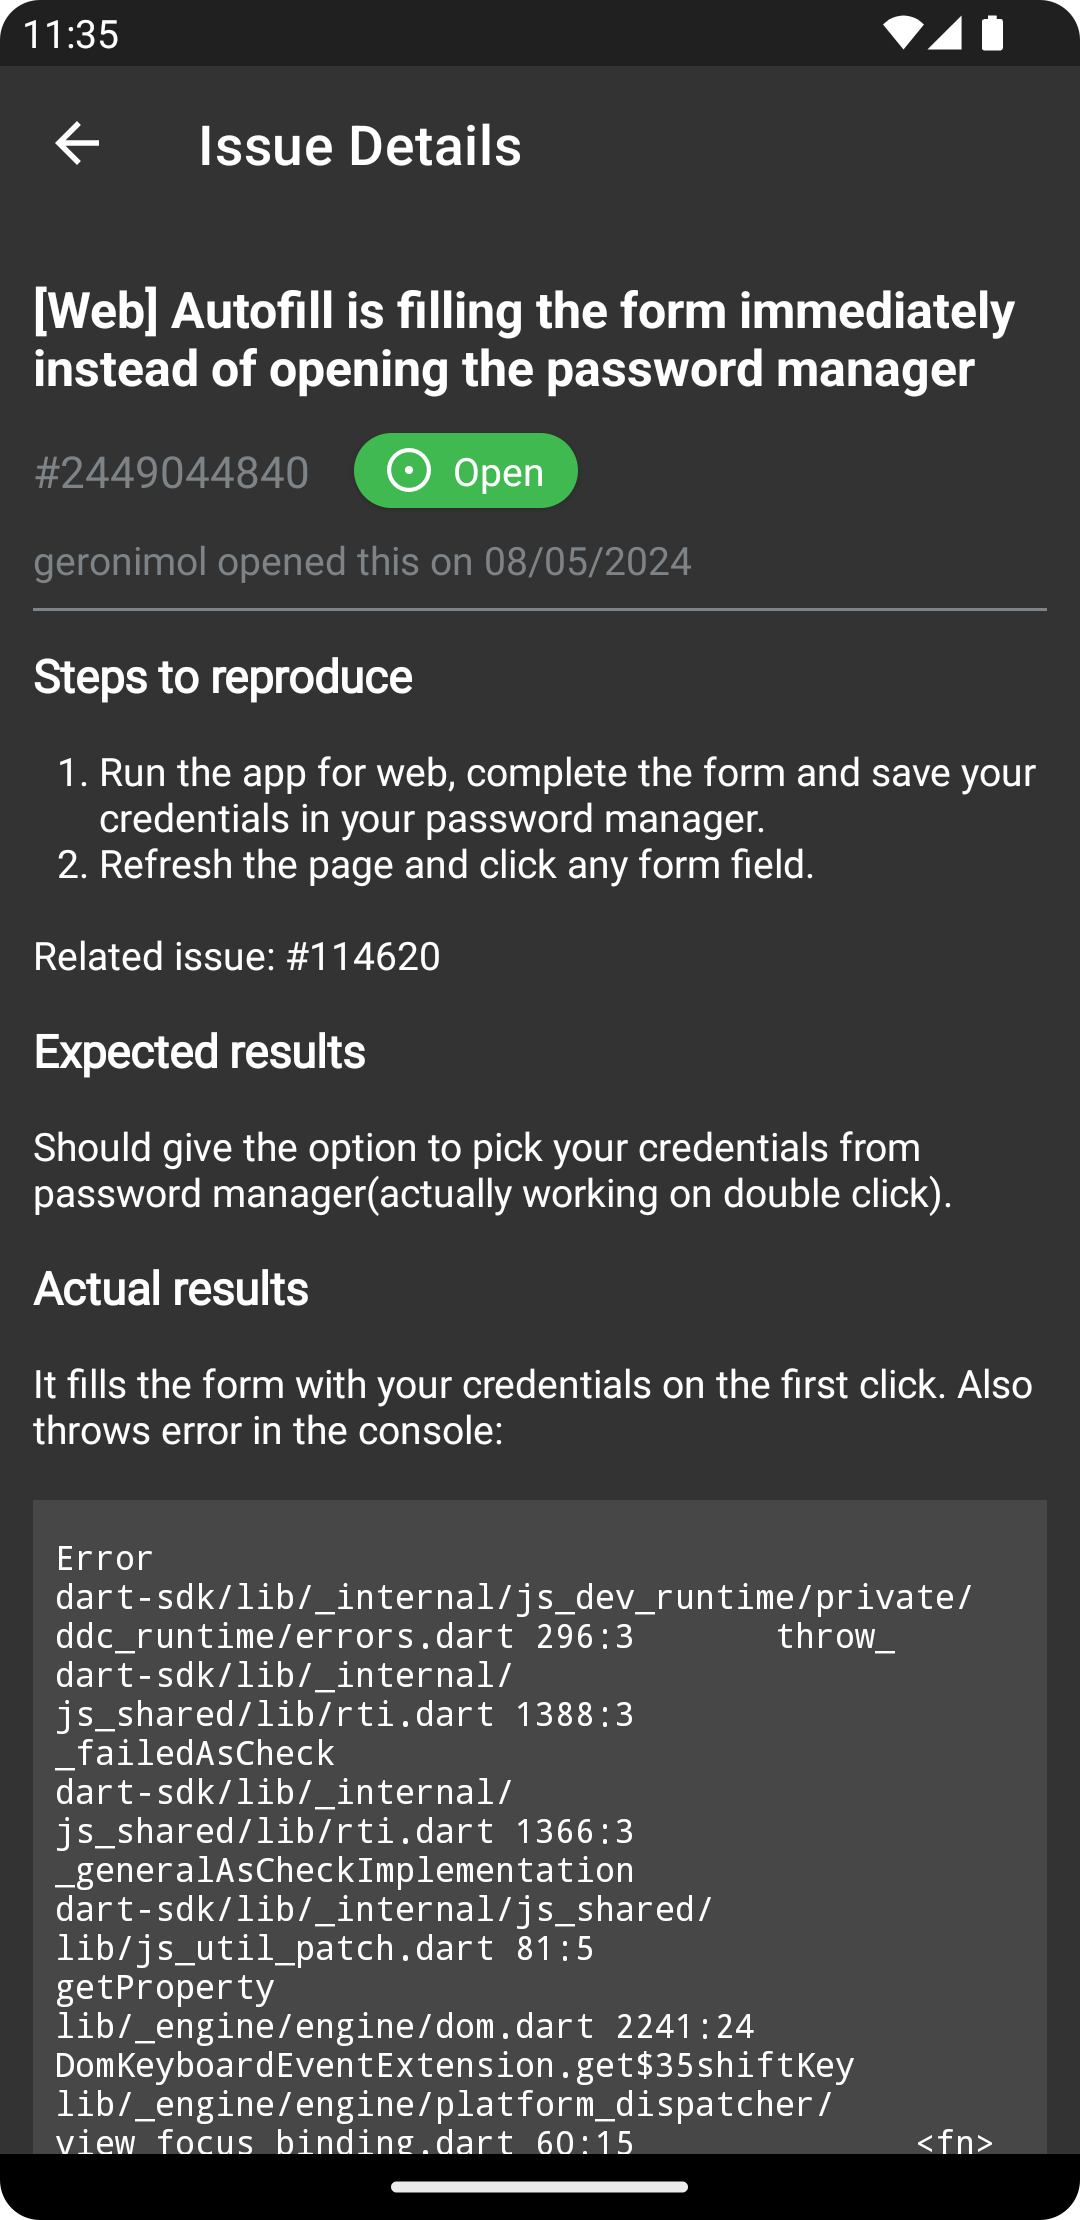 11:35
Issue Details
[Web] Autofill is filling the form immediately
instead of opening the password manager
#2449044840
Open
geronimol opened this on 08/05/2024
Steps to reproduce
1. Run the app for web, complete the form and save your
credentials in your password manager.
2. Refresh the page and click any form field.
Related issue: #114620
Expected results
Should give the option to pick your credentials from
password manager(actually working on double click).
Actual results
It fills the form with your credentials on the first click. Also
throws error in the console:
Error
dart-sdk/lib/_internal/js_dev_runtime/private/
ddc_runtime/errors.dart 296:3       throw_
dart-sdk/lib/_internal/
js_shared/lib/rti.dart 1388:3
_failedAsCheck
dart-sdk/lib/_internal/
js_shared/lib/rti.dart 1366:3
_generalAsCheckImplementation
dart-sdk/lib/_internal/js_shared/
lib/js_util_patch.dart 81:5
getProperty
lib/_engine/engine/dom.dart 2241:24
DomKeyboardEventExtension.get$35shiftKey
lib/_engine/engine/platform_dispatcher/
view_focus_binding.dart 60:15              <fn>